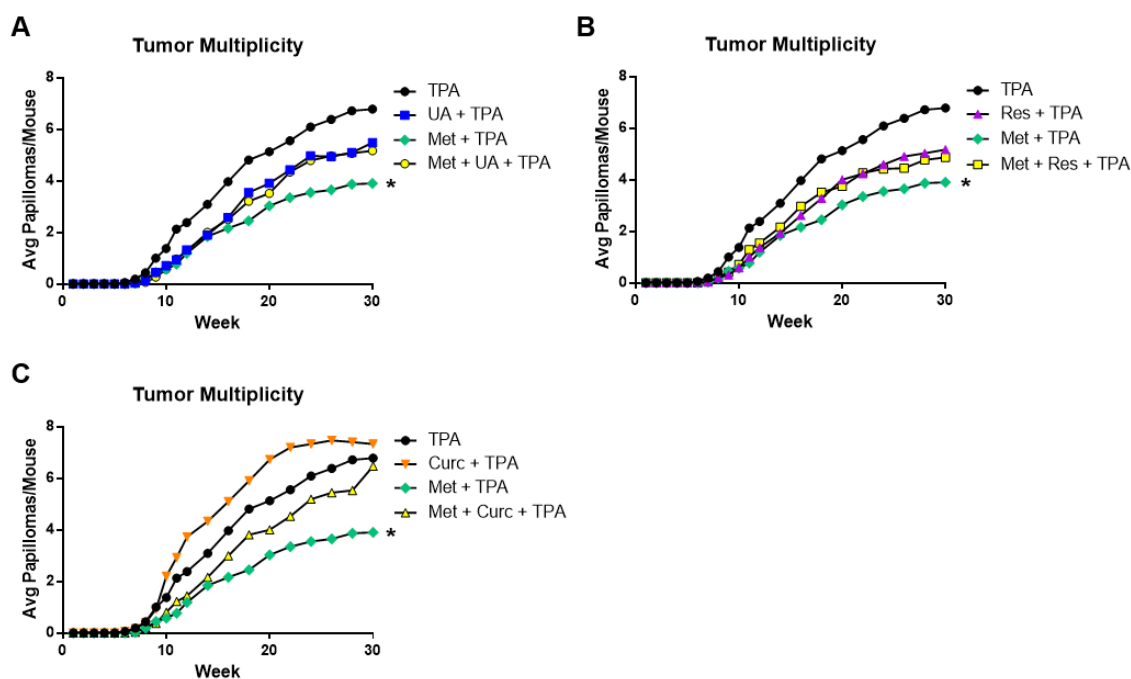 A
Tumor Multiplicity
Avg Papillomas/Mouse
8
6
4
2
0
0 10 20 30
Week
TPA
UA + TPA
Met + TPA
Met + UA + TPA
*
B
Tumor Multiplicity
Avg Papillomas/Mouse
8
6
4
2
0
0 10 20 30
Week
TPA
Res + TPA
Met + TPA
Met + Res + TPA
*
C
Tumor Multiplicity
Avg Papillomas/Mouse
8
6
4
2
0
0 10 20 30
Week
TPA
Curc + TPA
Met + TPA
Met + Curc + TPA
*